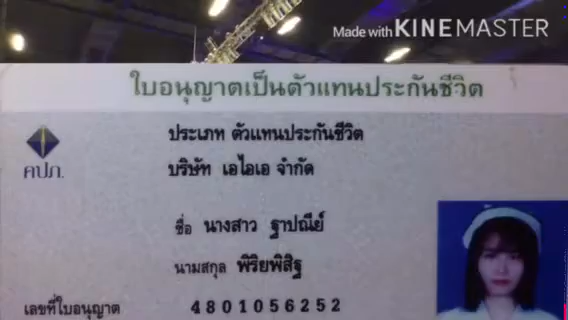 Made with KINEMASTER
ใบอนุญาตเป็นตัวแทนประกันชีวิต
ประเภท ตัวแทนประกันชีวิต
บริษัท เอไอเอ จำกัด
คปภ.
ชื่อ นางสาว ฐาปณีย์
นามสกุล พิริยพิสิฐ
เลขที่ใบอนุญาต 4801056252